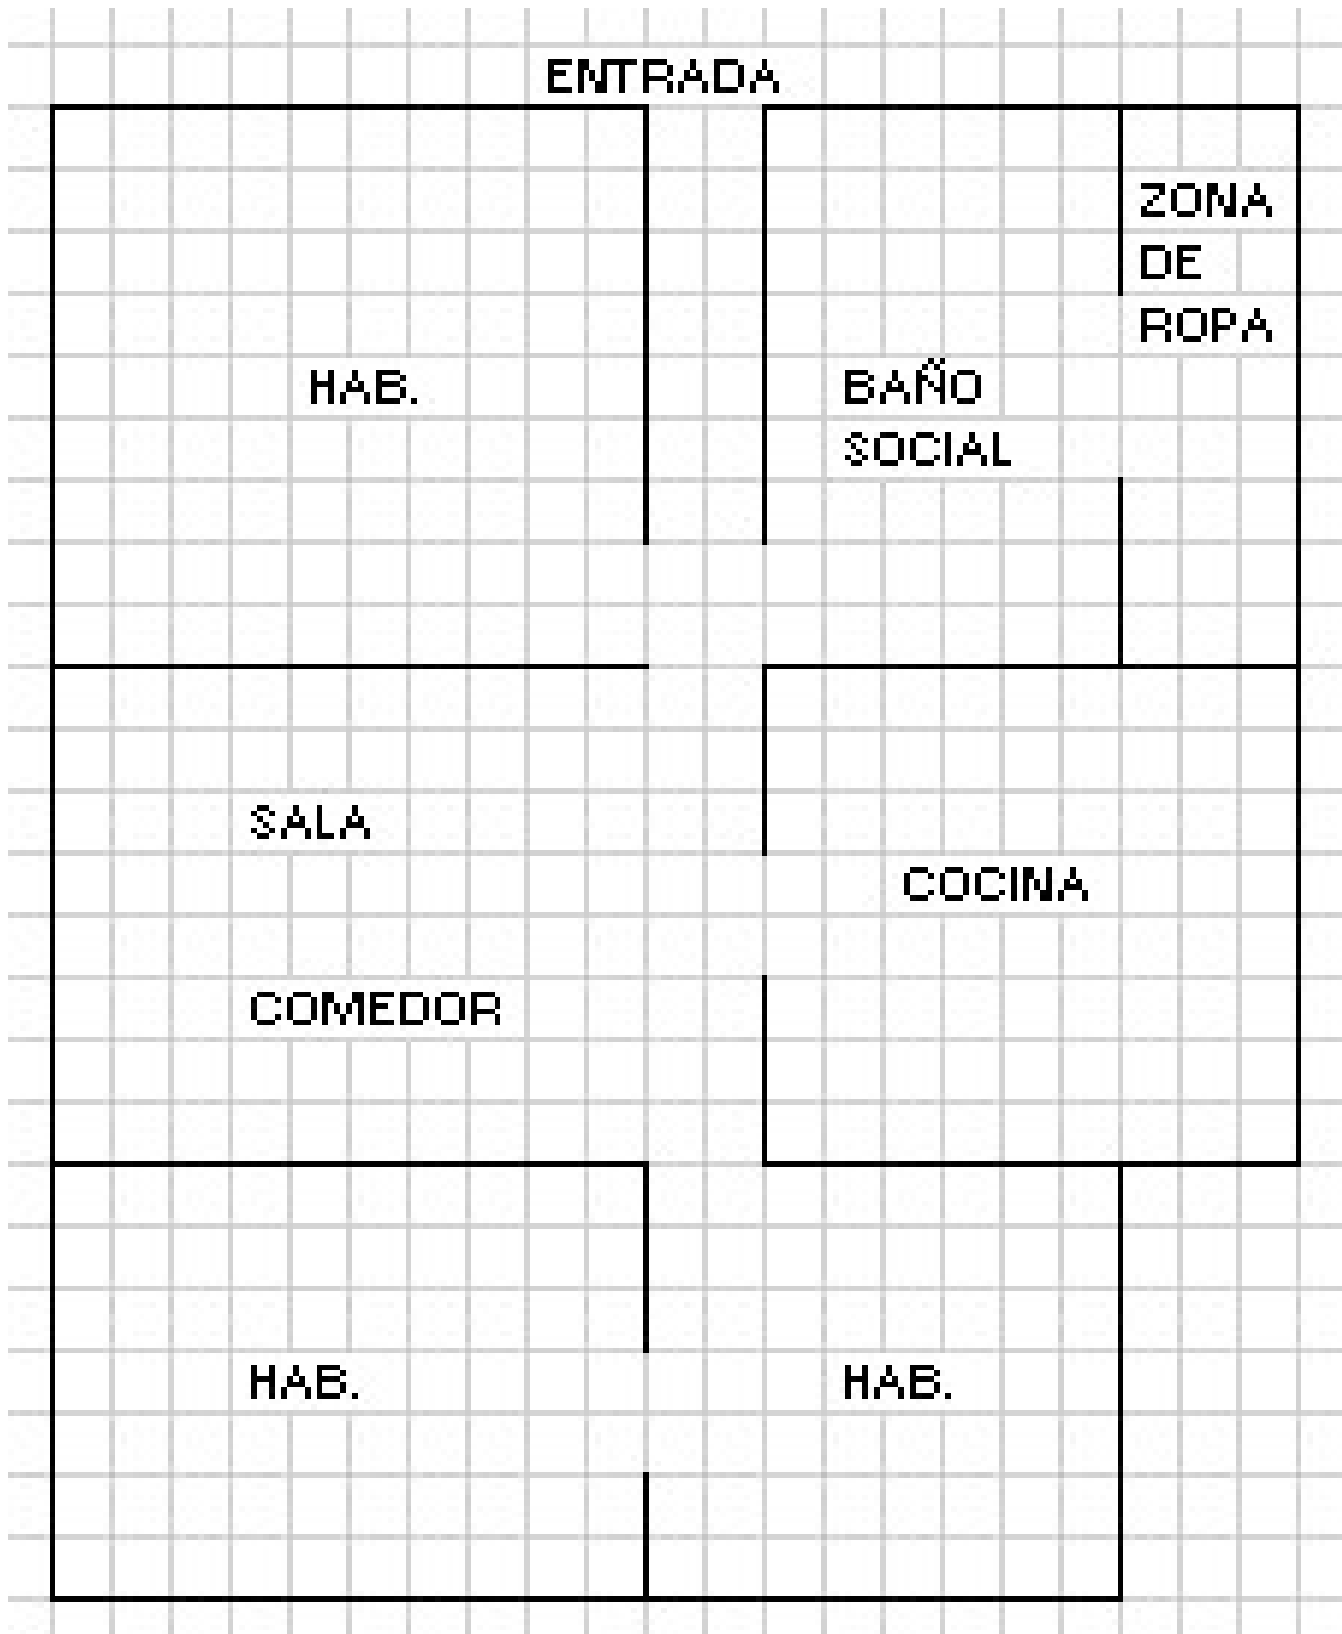 ENTRADA
ZONA
DE
ROPA
HAB.
BAÑO
SOCIAL
SALA
COCINA
COMEDOR
HAB.
HAB.